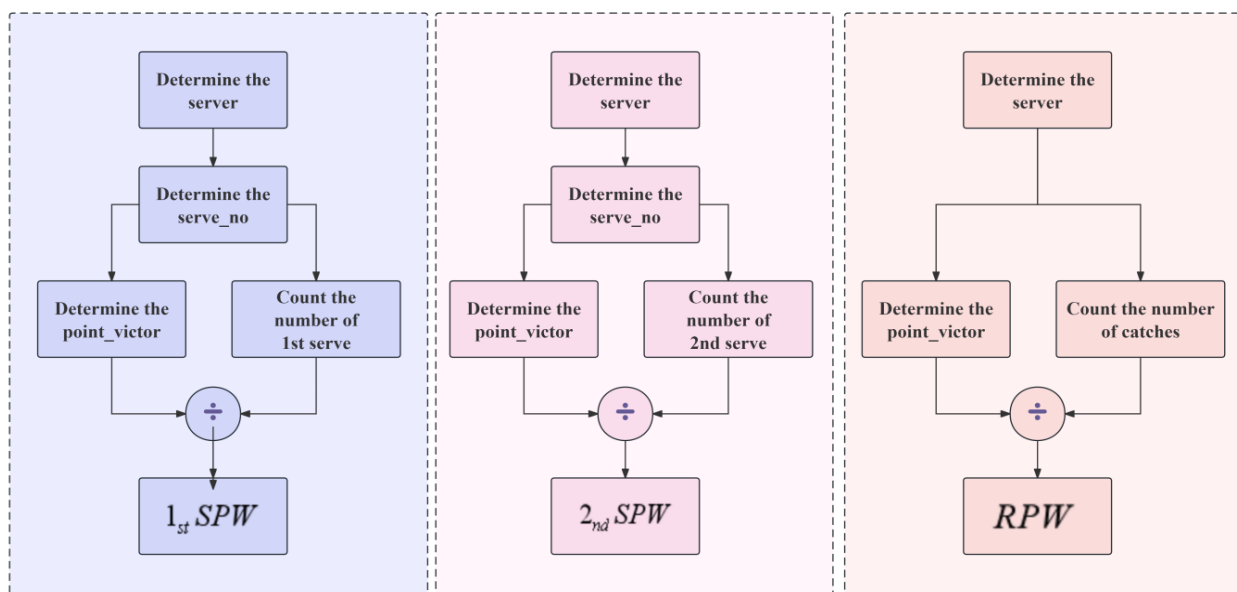 Determine the
server
Determine the
serve_no
Determine the
point_victor
Count the
number of
1st serve
÷
1st SPW
Determine the
server
Determine the
serve_no
Determine the
point_victor
Count the
number of
2nd serve
÷
2nd SPW
Determine the
server
Determine the
point_victor
Count the number
of catches
÷
RPW